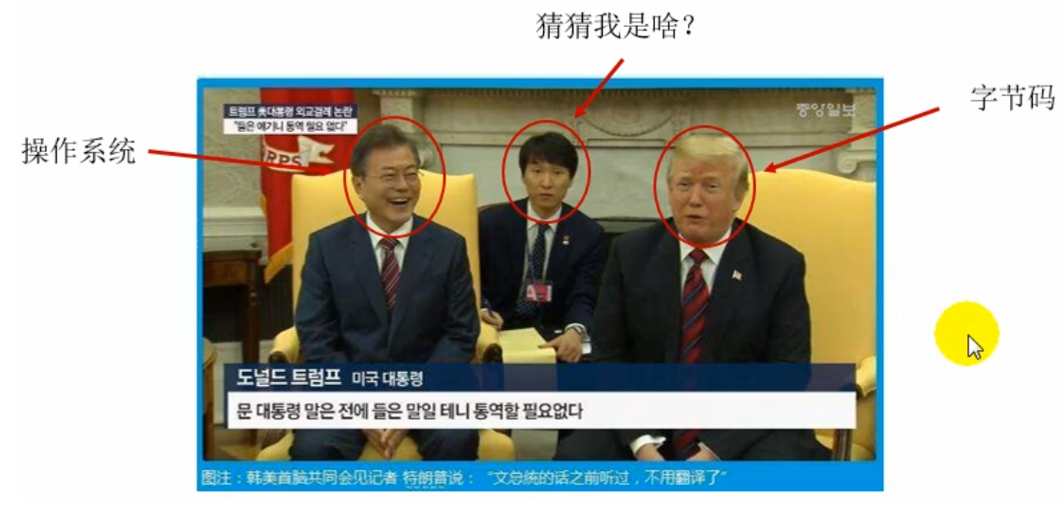 猜猜我是啥？
字节码
操作系统
트럼프 美대통령 외교결례 논란
"들은 얘기니 통역 필요 없다"
중앙일보
RPS
도널드 트럼프 미국 대통령
문 대통령 말은 전에 들은 말일 테니 통역할 필요없다
图注：韩美首脑共同会见记者 特朗普说： “文总统的话之前听过，不用翻译了”